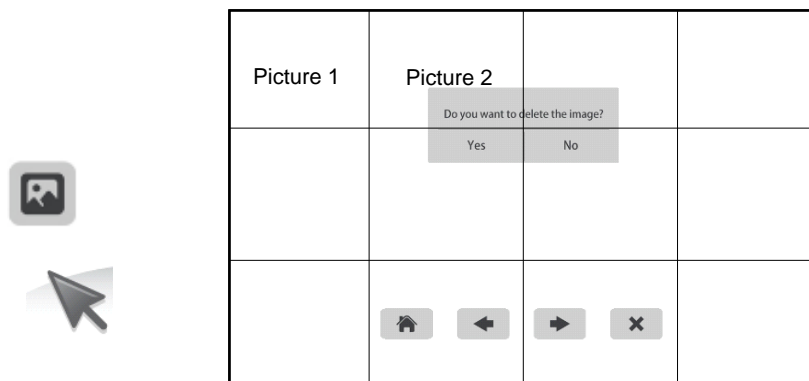 Picture 1
Picture 2
Do you want to delete the image?
Yes
No